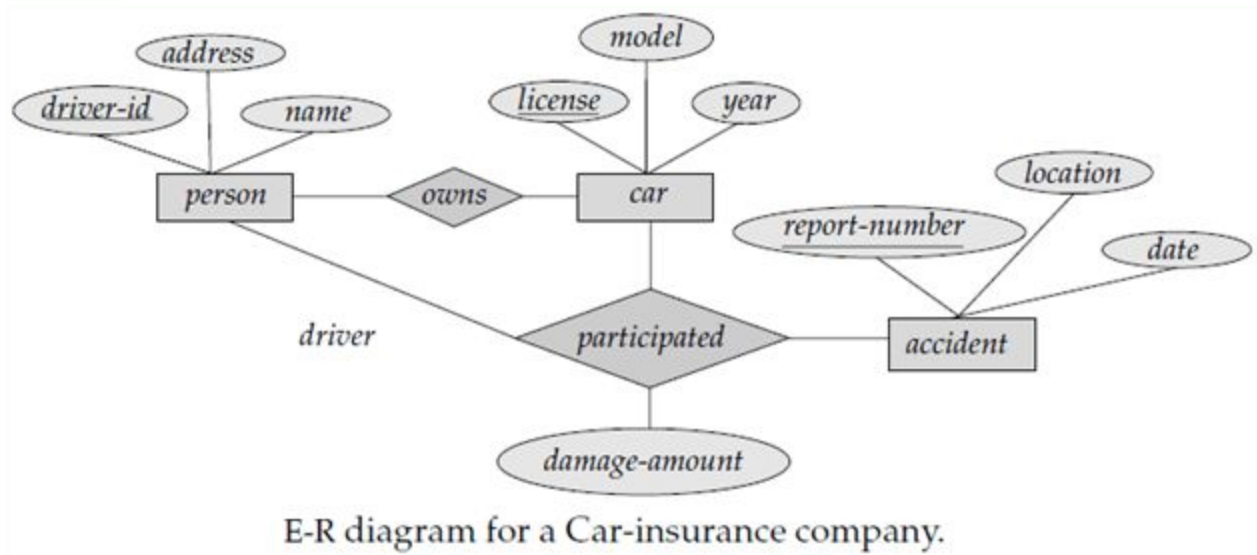 model
address
license
year
driver-id
name
location
person
owns
car
report-number
date
driver
participated
accident
damage-amount
E-R diagram for a Car-insurance company.